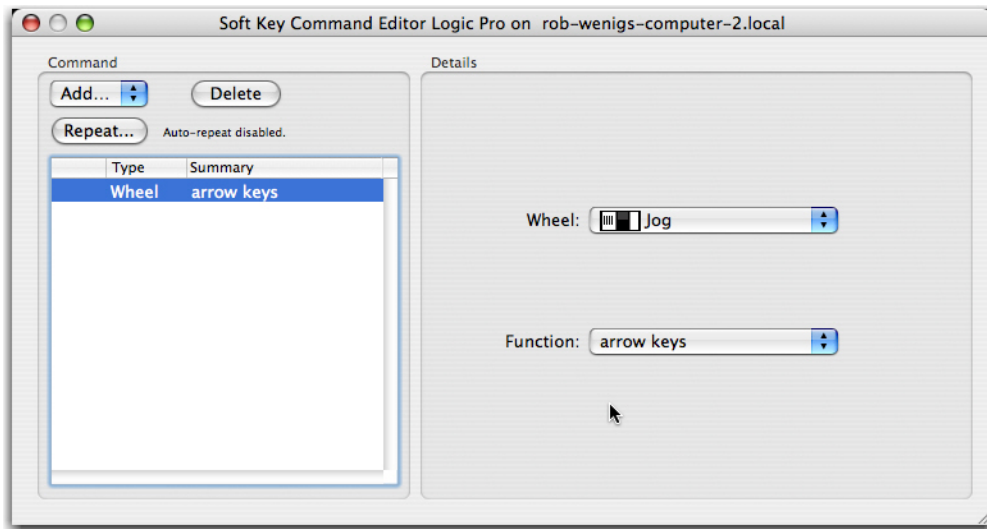 Soft Key Command Editor Logic Pro on rob-wenigs-computer-2.local
Command
Add...
Delete
Repeat...
Auto-repeat disabled.
Type Summary
Wheel arrow keys
Details
Wheel: Jog
Function: arrow keys